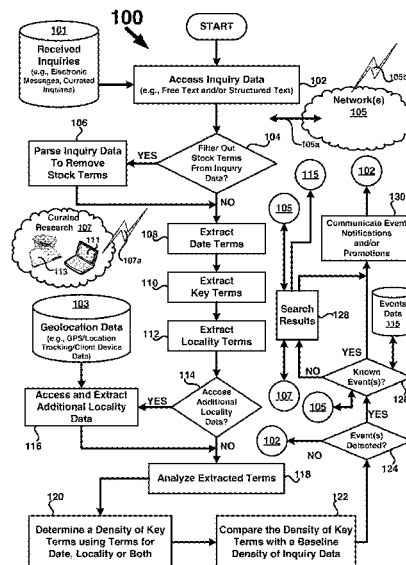 100
START
101
Received
Inquiries
(e.g., Electronic
Messages, Currated
Inquires)
Access Inquiry Data
(e.g., Free Text and/or Structured Text)
102
105b
Network(s)
105
105a
106
Parse Inquiry Data
To Remove
Stock Terms
YES
Filter Out
Stock Terms
From Inquiry
Data?
104
NO
Curated
Research 107
111
113
107a
108
Extract
Date Terms
110
Extract
Key Terms
112
Extract
Locality Terms
103
Geolocation Data
(e.g., GPS/Location
Tracking/Client Device
Data)
114
Access
Additional
Locality
Data?
YES
Access and Extract
Additional Locality
Data
116
NO
Analyze Extracted Terms
118
120
Determine a Density of Key
Terms using Terms for
Date, Locality or Both
122
Compare the Density of Key
Terms with a Baseline
Density of Inquiry Data
105
115
102
130
Communicate Event
Notifications
and/or
Promotions
Search
Results
128
Events
Data
115
YES
NO
Known
Event(s)?
126
107
105
YES
102
NO
Event(s)
Detected?
124